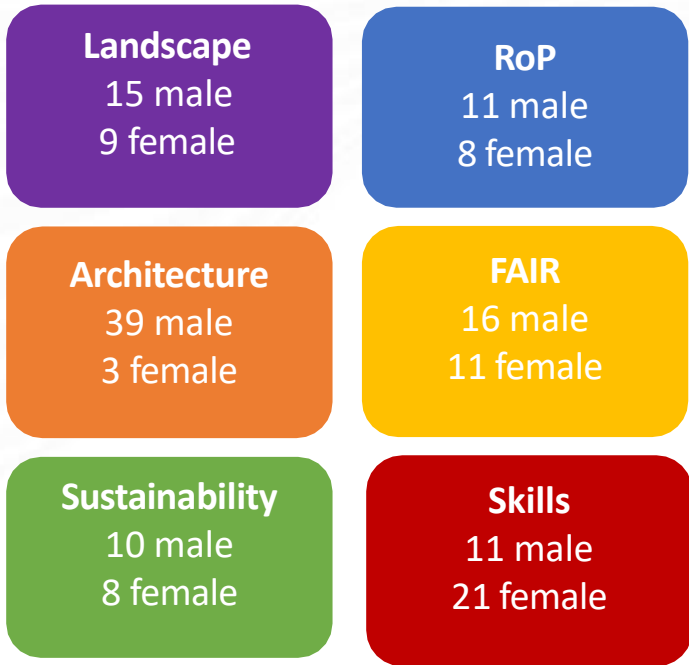 Landscape
15 male
9 female
RoP
11 male
8 female
Architecture
39 male
3 female
FAIR
16 male
11 female
Sustainability
10 male
8 female
Skills
11 male
21 female